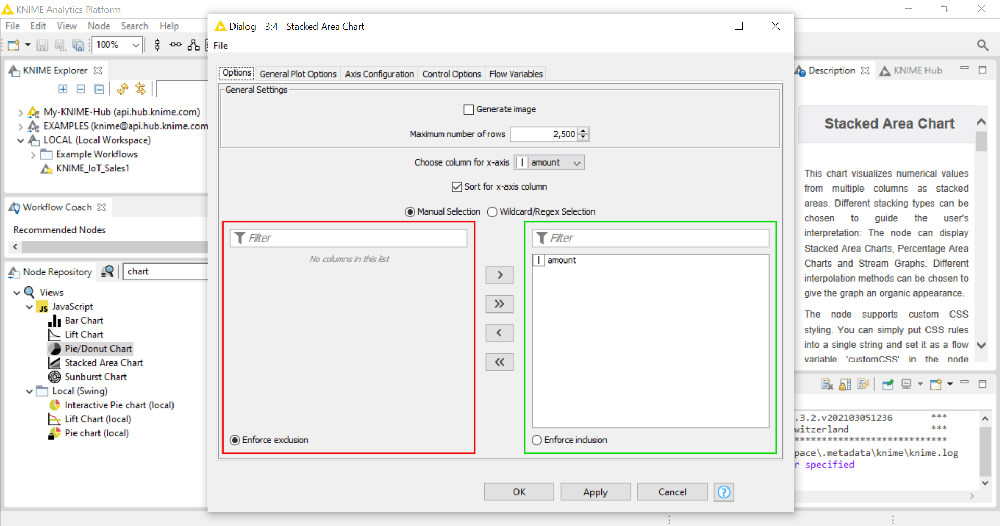 KNIME Analytics Platform
File Edit View Node Search Help
100%
KNIME Explorer
My-KNIME-Hub (api.hub.knime.com)
EXAMPLES (knime@api.hub.knime.com
LOCAL (Local Workspace)
Example Workflows
KNIME_IoT_Sales1
Workflow Coach
Recommended Nodes
Node Repository
chart
Views
JS JavaScript
Bar Chart
Lift Chart
Pie/Donut Chart
Stacked Area Chart
Sunburst Chart
Local (Swing)
Interactive Pie chart (local)
Lift Chart (local)
Pie chart (local)
Dialog - 3:4 - Stacked Area Chart
File
Options General Plot Options Axis Configuration Control Options Flow Variables
General Settings
Generate image
Maximum number of rows 2,500
Choose column for x-axis I amount
Sort for x-axis column
Manual Selection Wildcard/Regex Selection
Filter
No columns in this list
Enforce exclusion
> 
>>
<
<<
Filter
I amount
Enforce inclusion
OK Apply Cancel ?
Description KNIME Hub
Stacked Area Chart
This chart visualizes numerical values
from multiple columns as stacked
areas. Different stacking types can be
chosen to guide the user's
interpretation: The node can display
Stacked Area Charts, Percentage Area
Charts and Stream Graphs. Different
interpolation methods can be chosen to
give the graph an organic appearance.
The node supports custom CSS
styling. You can simply put CSS rules
into a single string and set it as a flow
variable 'customCSS' in the node
.3.2.v202103051236 ***
witzerland ***
****************************
pace\.metadata\knime\knime.log
r specified